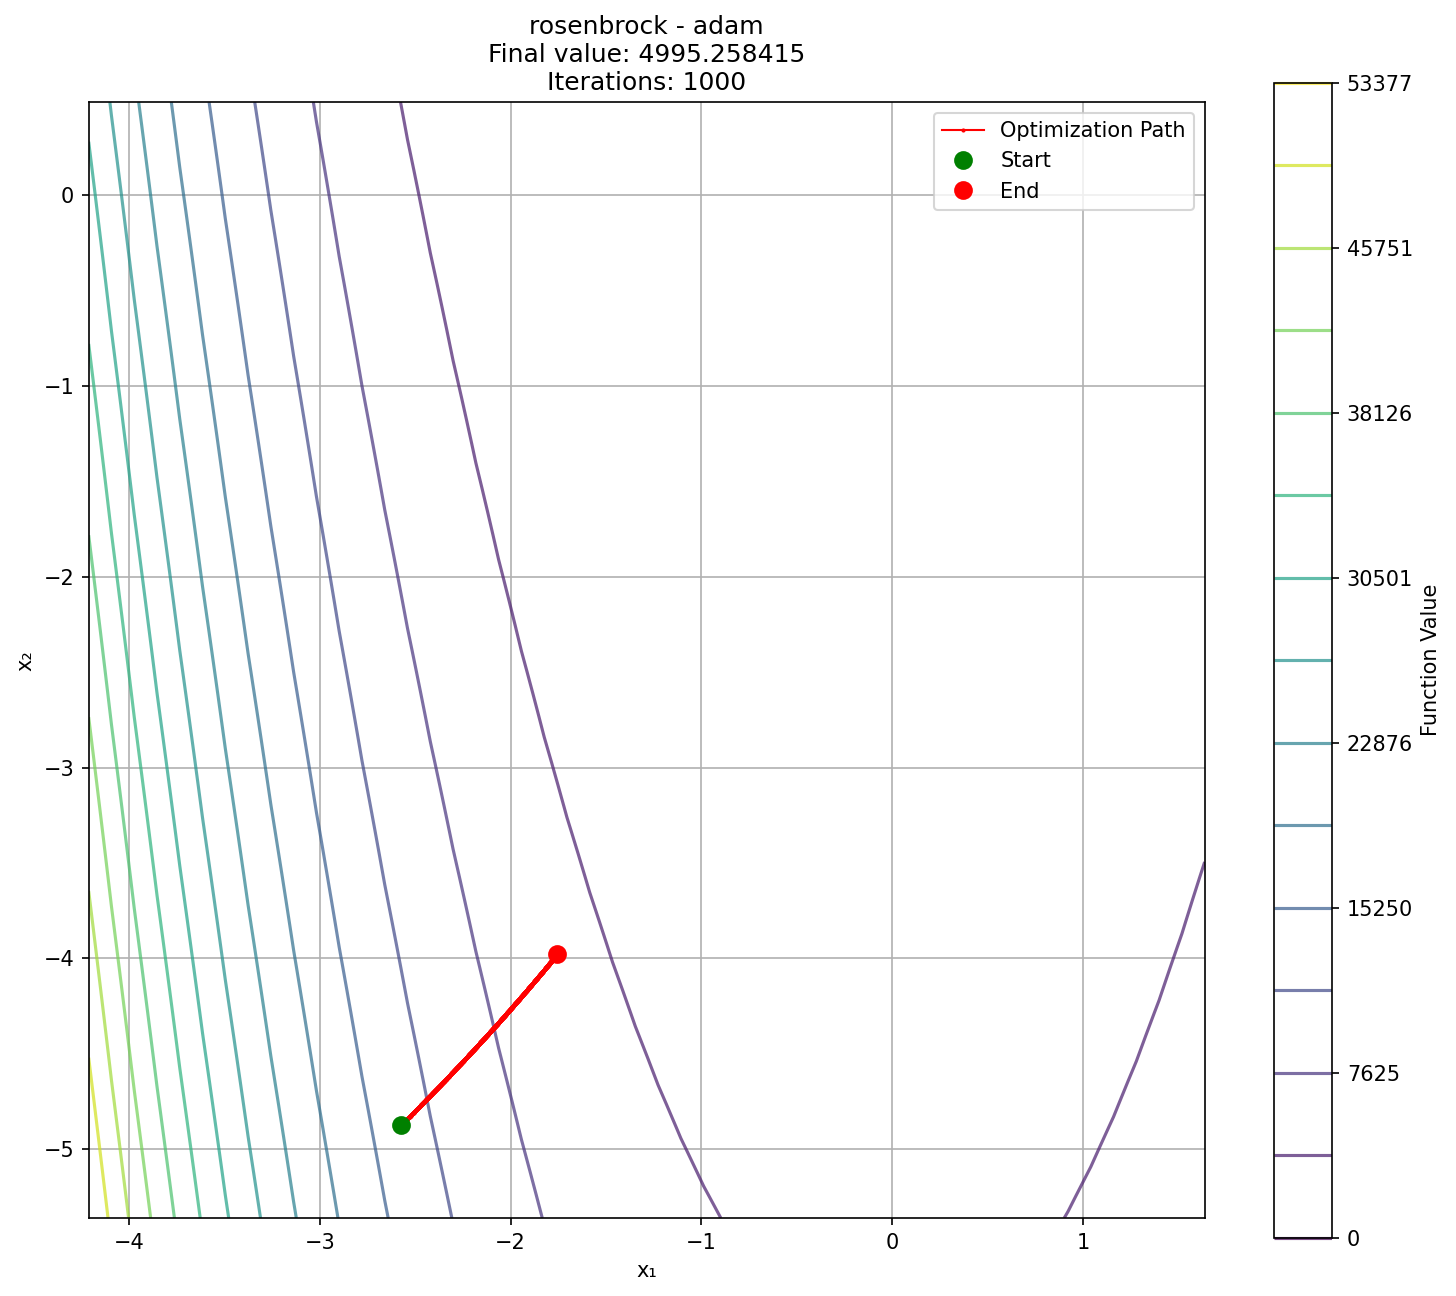 rosenbrock - adam
Final value: 4995.258415
Iterations: 1000
Optimization Path
Start
End
0
−1
−2
−3
−4
−5
x₂
−4
−3
−2
−1
0
1
x₁
53377
45751
38126
30501
22876
15250
7625
0
Function Value